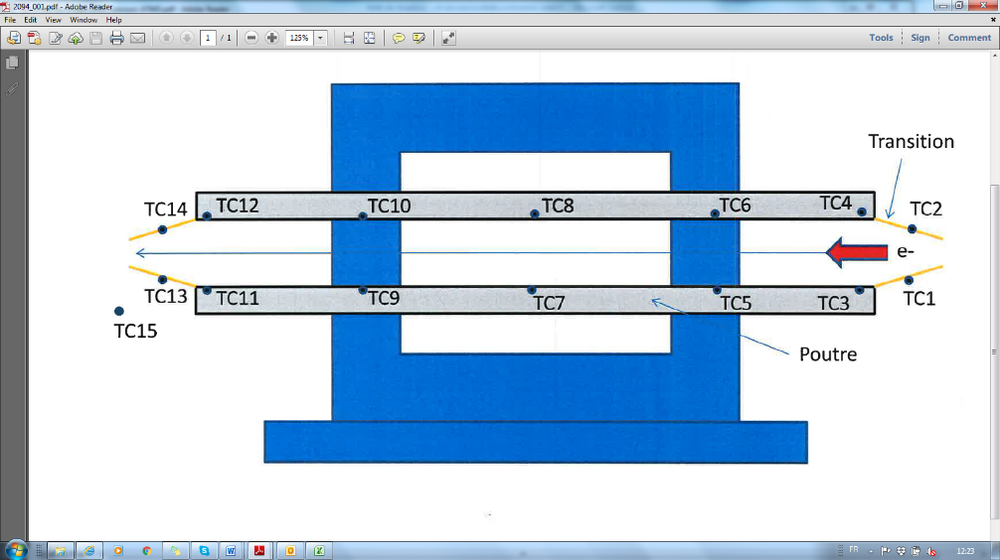 2094_001.pdf - Adobe Reader
File Edit View Window Help
1 / 1 125% Tools Sign Comment
Transition
TC14 TC12 TC10 TC8 TC6 TC4 TC2
e-
TC13 TC11 TC9 TC7 TC5 TC3 TC1
TC15
Poutre
FR 12:23